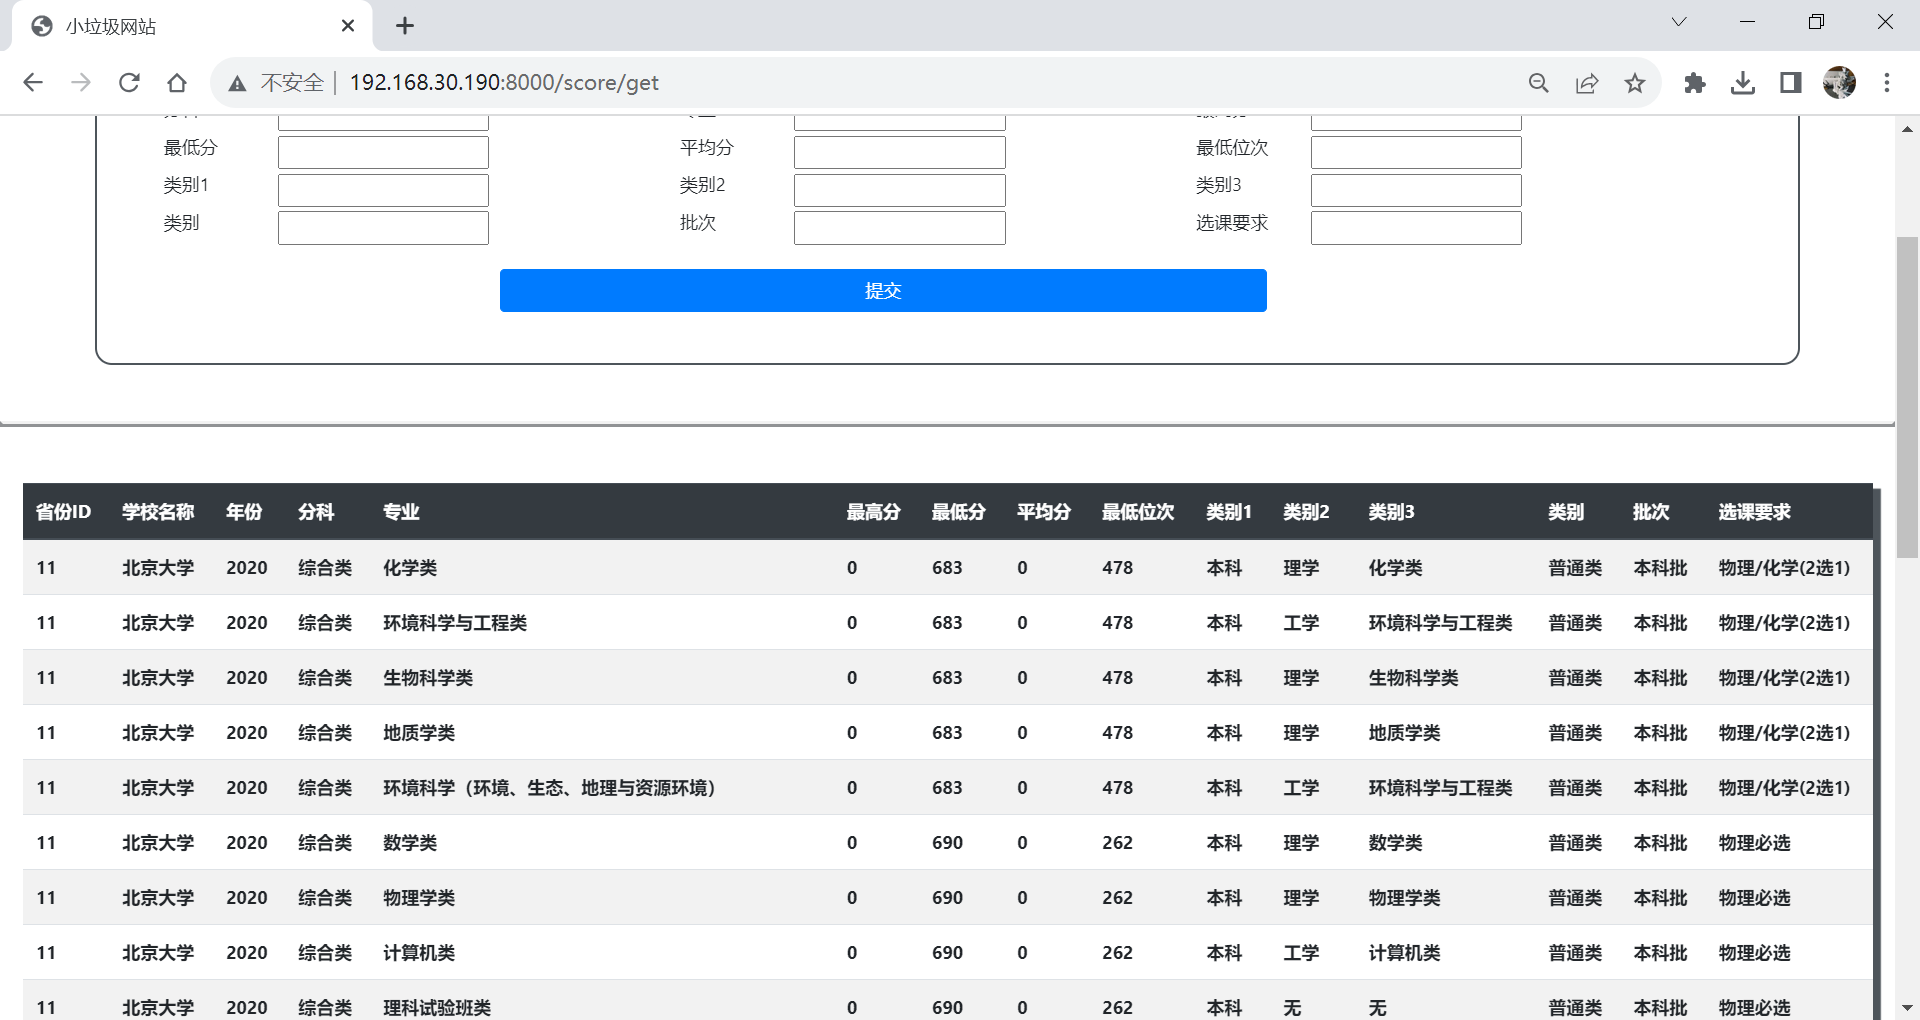 小垃圾网站
不安全 192.168.30.190:8000/score/get
最低分 平均分 最低位次
类别1 类别2 类别3
类别 批次 选课要求
提交
省份ID 学校名称 年份 分科 专业 最高分 最低分 平均分 最低位次 类别1 类别2 类别3 类别 批次 选课要求
11 北京大学 2020 综合类 化学类 0 683 0 478 本科 理学 化学类 普通类 本科批 物理/化学(2选1)
11 北京大学 2020 综合类 环境科学与工程类 0 683 0 478 本科 工学 环境科学与工程类 普通类 本科批 物理/化学(2选1)
11 北京大学 2020 综合类 生物科学类 0 683 0 478 本科 理学 生物科学类 普通类 本科批 物理/化学(2选1)
11 北京大学 2020 综合类 地质学类 0 683 0 478 本科 理学 地质学类 普通类 本科批 物理/化学(2选1)
11 北京大学 2020 综合类 环境科学（环境、生态、地理与资源环境） 0 683 0 478 本科 工学 环境科学与工程类 普通类 本科批 物理/化学(2选1)
11 北京大学 2020 综合类 数学类 0 690 0 262 本科 理学 数学类 普通类 本科批 物理必选
11 北京大学 2020 综合类 物理学类 0 690 0 262 本科 理学 物理学类 普通类 本科批 物理必选
11 北京大学 2020 综合类 计算机类 0 690 0 262 本科 工学 计算机类 普通类 本科批 物理必选
11 北京大学 2020 综合类 理科试验班类 0 690 0 262 本科 无 无 普通类 本科批 物理必选